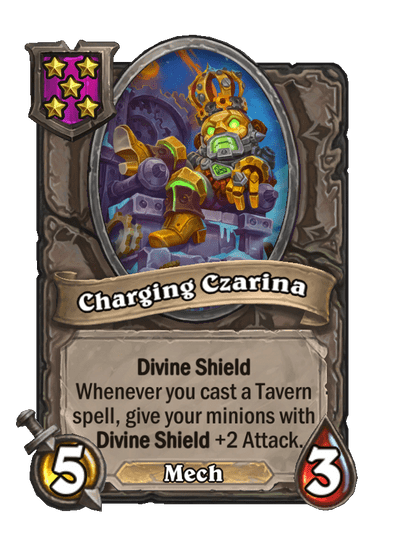 Charging Czarina
Divine Shield
Whenever you cast a Tavern
spell, give your minions with
Divine Shield +2 Attack.
5
Mech
3